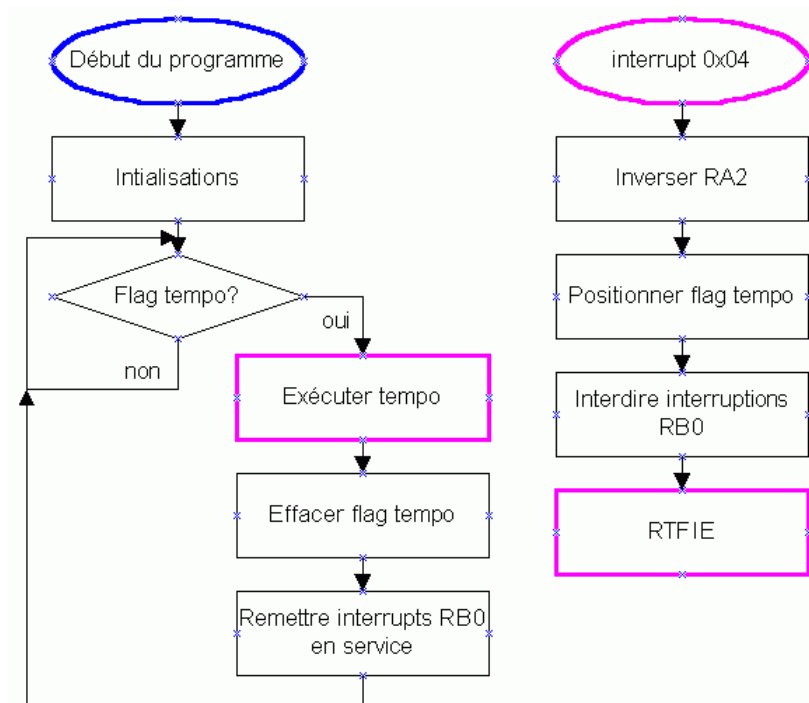 Début du programme
Intialisations
Flag tempo?
oui
non
Exécuter tempo
Effacer flag tempo
Remettre interrupts RB0
en service
interrupt 0x04
Inverser RA2
Positionner flag tempo
Interdire interruptions
RB0
RTFIE